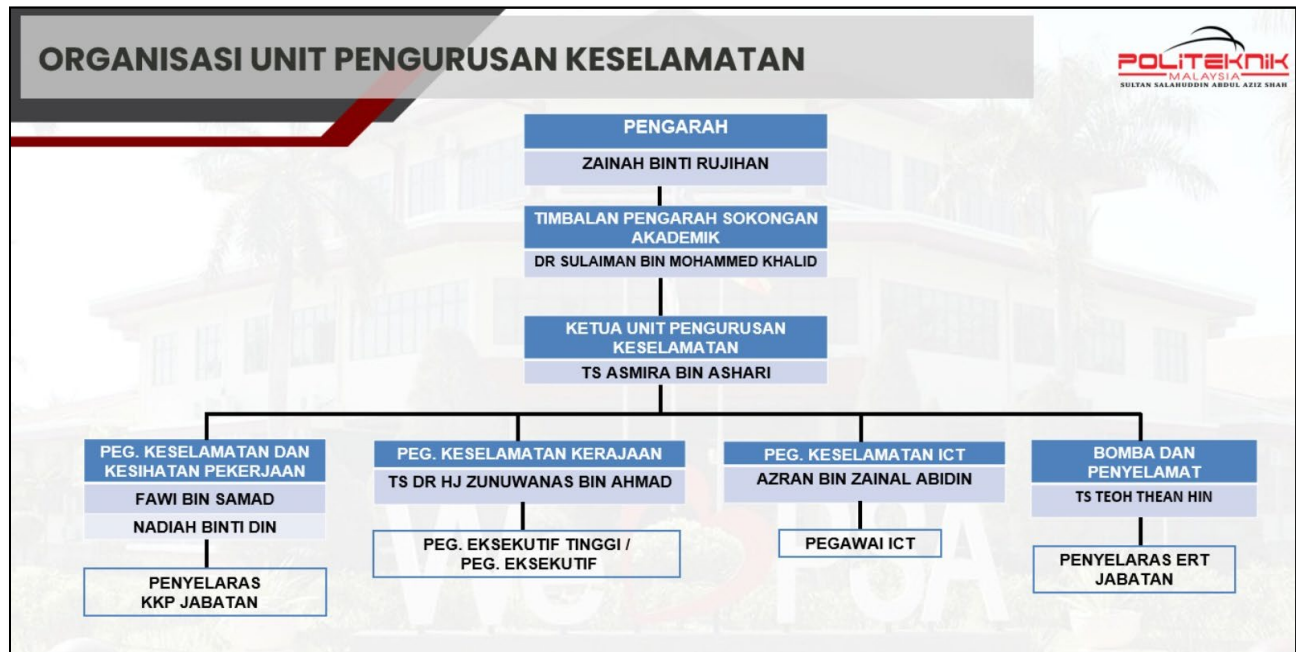 ORGANISASI UNIT PENGURUSAN KESELAMATAN
POLITEKNIK
MALAYSIA
SULTAN SALAHUDDIN ABDUL AZIZ SHAH
PENGARAH
ZAINAH BINTI RUJIHAN
TIMBALAN PENGARAH SOKONGAN
AKADEMIK
DR SULAIMAN BIN MOHAMMED KHALID
KETUA UNIT PENGURUSAN
KESELAMATAN
TS ASMIRA BIN ASHARI
PEG. KESELAMATAN DAN
KESIHATAN PEKERJAAN
FAWI BIN SAMAD
NADIAH BINTI DIN
PENYELARAS
KKP JABATAN
PEG. KESELAMATAN KERAJAAN
TS DR HJ ZUNUWANAS BIN AHMAD
PEG. EKSEKUTIF TINGGI /
PEG. EKSEKUTIF
PEG. KESELAMATAN ICT
AZRAN BIN ZAINAL ABIDIN
PEGAWAI ICT
BOMBA DAN
PENYELAMAT
TS TEOH THEAN HIN
PENYELARAS ERT
JABATAN
We PSA